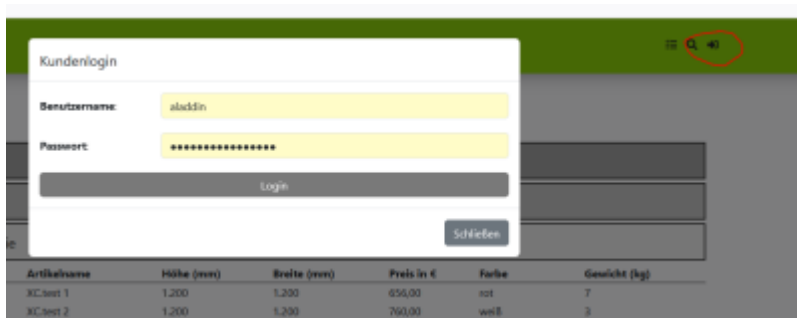 Kundenlogin
Benutzername: aladdin
Passwort: ••••••••••••••••
Login
Schließen
Artikelname Höhe (mm) Breite (mm) Preis in € Farbe Gewicht (kg)
XC.test 1 1.200 1.200 656,00 rot 7
XC.test 2 1.200 1.200 760,00 weiß 3